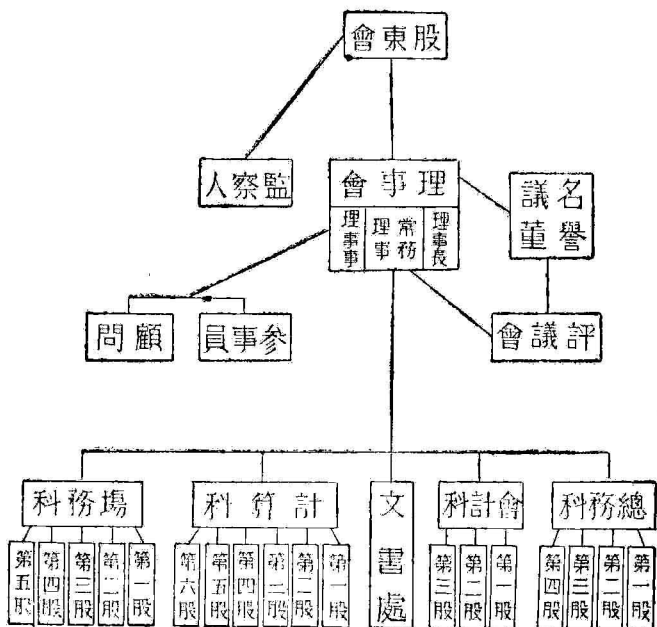 股東會
理事會
監察人
名譽
議董
理事長
常務
理事
理事
評議會
參事員
顧問
總務科
會計科
文書處
計算科
場務科
第一股
第二股
第三股
第四股
第一股
第二股
第三股
第一股
第二股
第三股
第四股
第五股
第六股
第一股
第二股
第三股
第四股
第五股